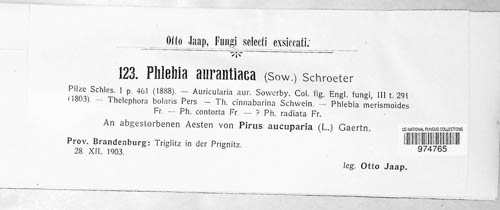 Otto Jaap, Fungi selecti exsiccati.
123. Phlebia aurantiaca (Sow.) Schroeter
Pilze Schles. I p. 461 (1888). — Auricularia aur. Sowerby, Col. fig. Engl. fungi, III t. 291
(1803). — Thelephora bolaris Pers — Th. cinnabarina Schwein. — Phlebia merismoides
Fr. — Ph. contorta Fr. — ? Ph. radiata Fr.
An abgestorbenen Aesten von Pirus aucuparia (L.) Gaertn.
Prov. Brandenburg: Triglitz in der Prignitz.
28. XII. 1903.
leg. Otto Jaap.
US NATIONAL FUNGUS COLLECTIONS
974765